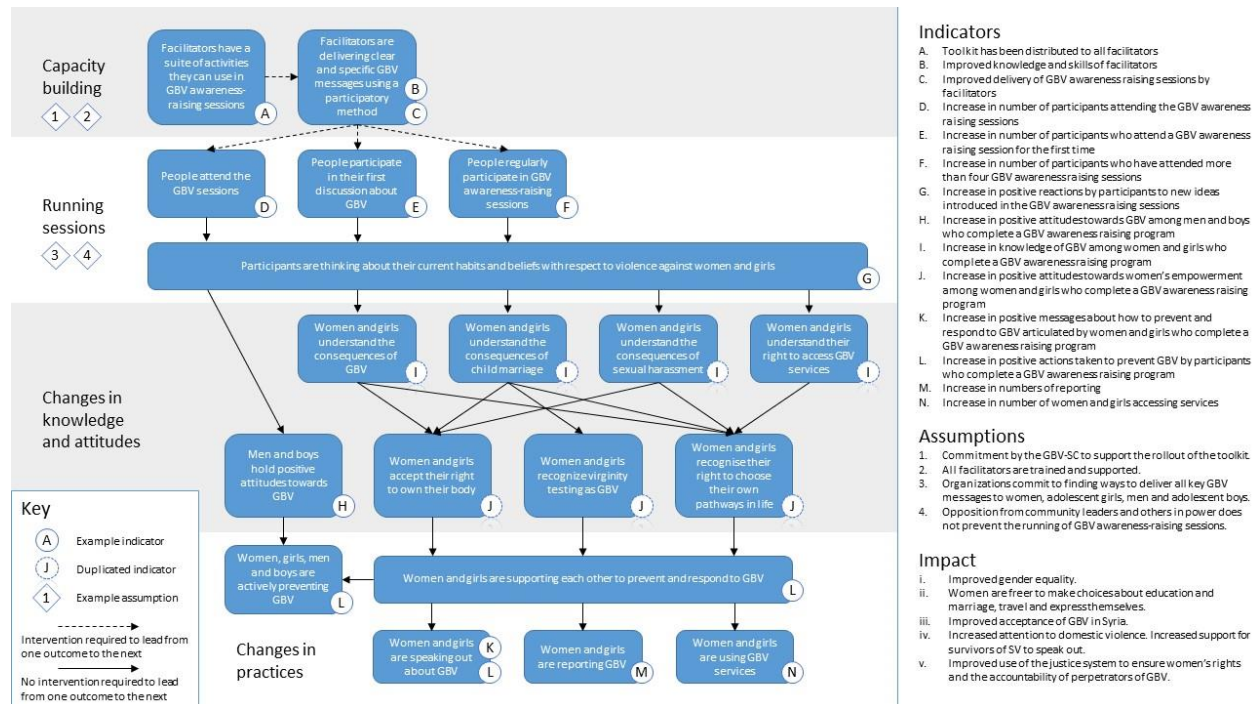 Capacity
building
1 2
Facilitators have a
suite of activities
they can use in
GBV awareness-
raising sessions
A
Facilitators are
delivering clear
and specific GBV
messages using a
participatory
method
B
C
Running
sessions
3 4
People attend the
GBV sessions
D
People participate
in their first
discussion about
GBV
E
People regularly
participate in GBV
awareness-raising
sessions
F
Participants are thinking about their current habits and beliefs with respect to violence against women and girls
G
Changes in
knowledge
and attitudes
Women and girls
understand the
consequences of
GBV
I
Women and girls
understand the
consequences of
child marriage
I
Women and girls
understand the
consequences of
sexual harassment
I
Women and girls
understand their
right to access GBV
services
I
Men and boys
hold positive
attitudes towards
GBV
H
Women and girls
accept their right
to own their body
J
Women and girls
recognize virginity
testing as GBV
J
Women and girls
recognise their
right to choose
their own
pathways in life
J
Changes in
practices
Women, girls, men
and boys are
actively preventing
GBV
L
Women and girls are supporting each other to prevent and respond to GBV
L
Women and girls
are speaking out
about GBV
K
L
Women and girls
are reporting GBV
M
Women and girls
are using GBV
services
N
Key
A Example indicator
J Duplicated indicator
1 Example assumption
Intervention required to lead from
one outcome to the next
No intervention required to lead
from one outcome to the next
Indicators
A. Toolkit has been distributed to all facilitators
B. Improved knowledge and skills of facilitators
C. Improved delivery of GBV awareness raising sessions by
facilitators
D. Increase in number of participants attending the GBV awareness
raising sessions
E. Increase in number of participants who attend a GBV awareness
raising session for the first time
F. Increase in number of participants who have attended more
than four GBV awareness raising sessions
G. Increase in positive reactions by participants to new ideas
introduced in the GBV awareness raising sessions
H. Increase in positive attitudes towards GBV among men and boys
who complete a GBV awareness raising program
I. Increase in knowledge of GBV among women and girls who
complete a GBV awareness raising program
J. Increase in positive attitudes towards women's empowerment
among women and girls who complete a GBV awareness raising
program
K. Increase in positive messages about how to prevent and
respond to GBV articulated by women and girls who complete a
GBV awareness raising program
L. Increase in positive actions taken to prevent GBV by participants
who complete a GBV awareness raising program
M. Increase in numbers of reporting
N. Increase in number of women and girls accessing services
Assumptions
1. Commitment by the GBV-SC to support the rollout of the toolkit.
2. All facilitators are trained and supported.
3. Organizations commit to finding ways to deliver all key GBV
messages to women, adolescent girls, men and adolescent boys.
4. Opposition from community leaders and others in power does
not prevent the running of GBV awareness-raising sessions.
Impact
i. Improved gender equality.
ii. Women are freer to make choices about education and
marriage, travel and express themselves.
iii. Improved acceptance of GBV in Syria.
iv. Increased attention to domestic violence. Increased support for
survivors of SV to speak out.
v. Improved use of the justice system to ensure women's rights
and the accountability of perpetrators of GBV.